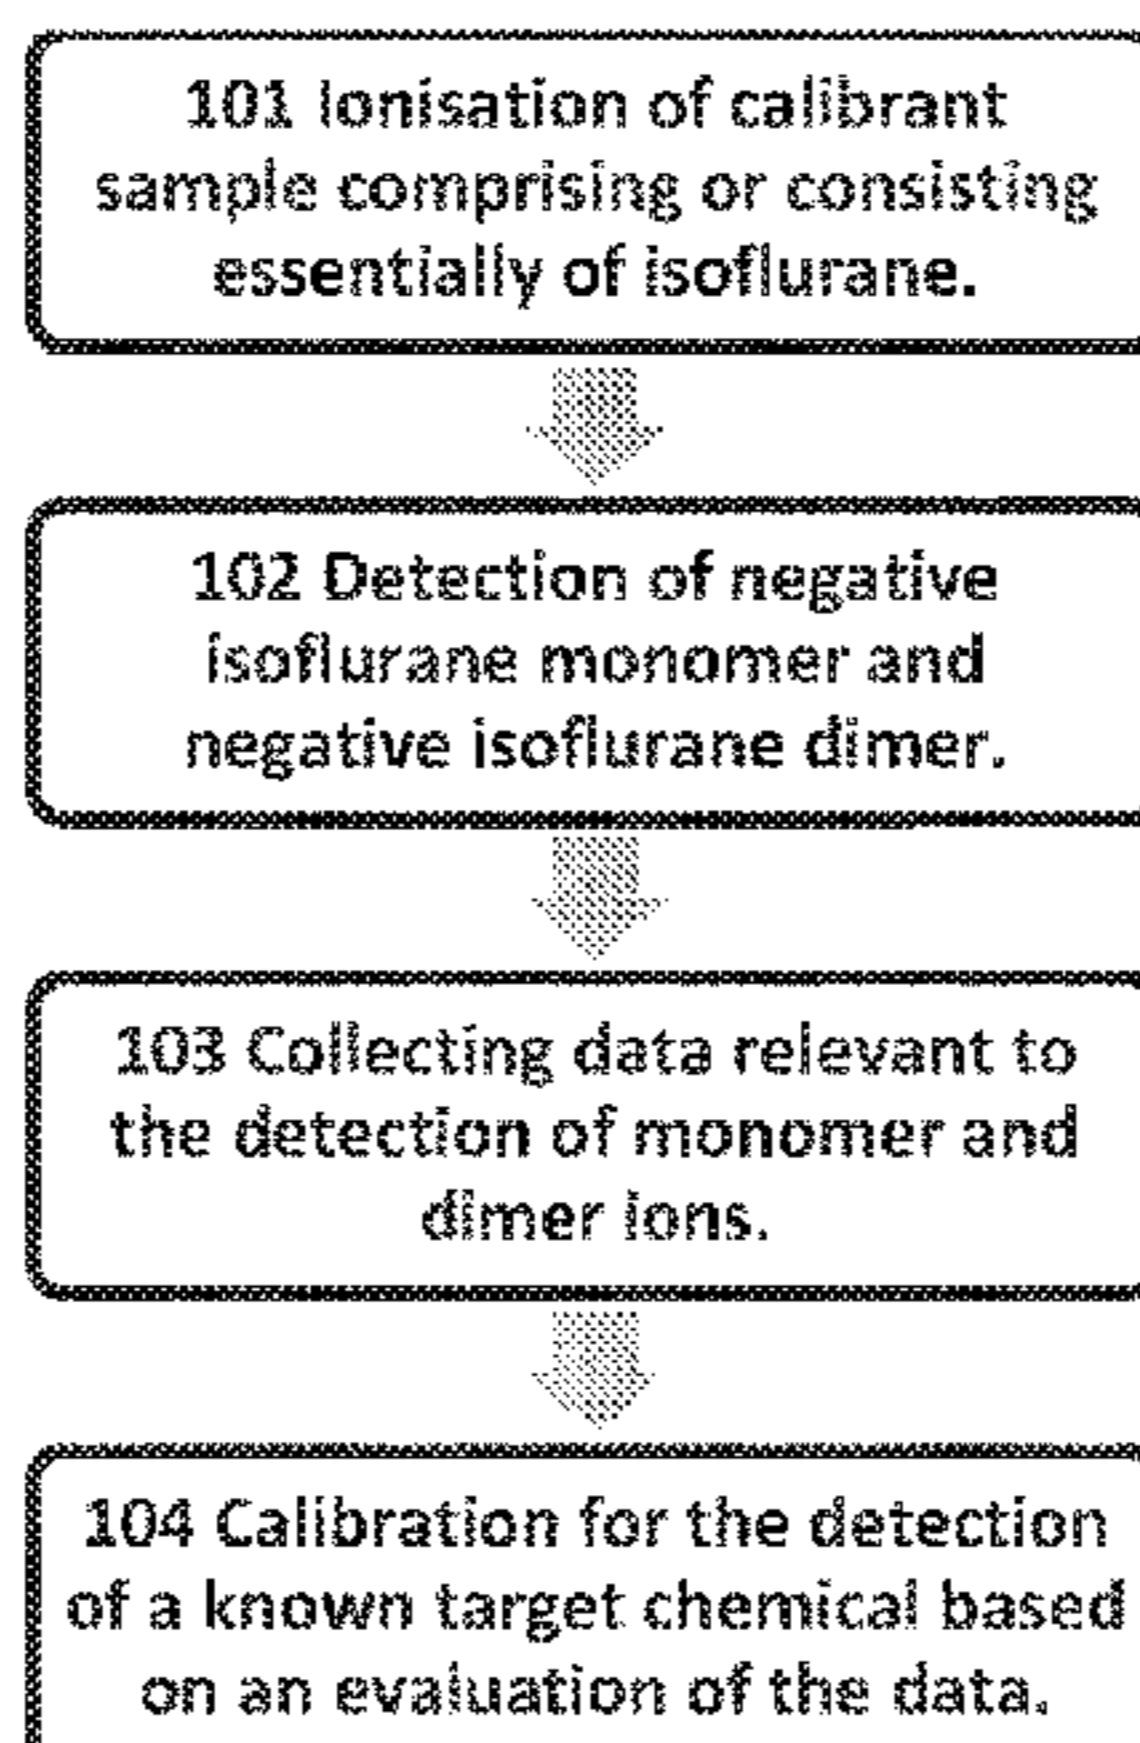 101 Ionisation of calibrant
sample comprising or consisting
essentially of isoflurane.
102 Detection of negative
isoflurane monomer and
negative isoflurane dimer.
103 Collecting data relevant to
the detection of monomer and
dimer ions.
104 Calibration for the detection
of a known target chemical based
on an evaluation of the data.